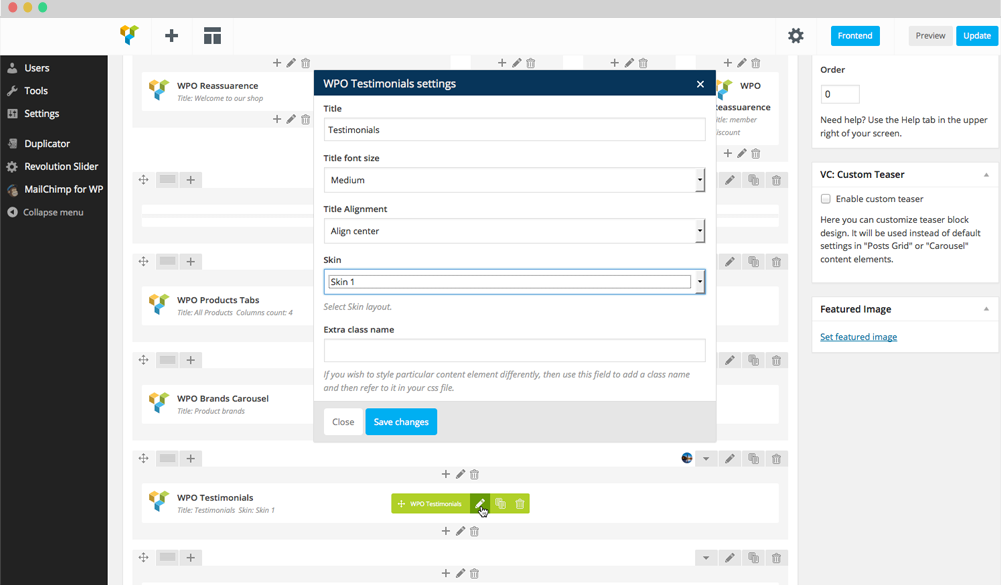 Frontend
Preview
Update
Users
Tools
Settings
Duplicator
Revolution Slider
MailChimp for WP
Collapse menu
WPO Reassuarence
Title: Welcome to our shop
WPO Products Tabs
Title: All Products Columns count: 4
WPO Brands Carousel
Title: Product brands
WPO Testimonials
Title: Testimonials Skin: Skin 1
WPO Testimonials
WPO Testimonials settings
Title
Testimonials
Title font size
Medium
Title Alignment
Align center
Skin
Skin 1
Select Skin layout.
Extra class name
If you wish to style particular content element differently, then use this field to add a class name
and then refer to it in your css file.
Close
Save changes
WPO
eassuarence
itle: member
iscount
Order
0
Need help? Use the Help tab in the upper
right of your screen.
VC: Custom Teaser
Enable custom teaser
Here you can customize teaser block
design. It will be used instead of default
settings in "Posts Grid" or "Carousel"
content elements.
Featured Image
Set featured image